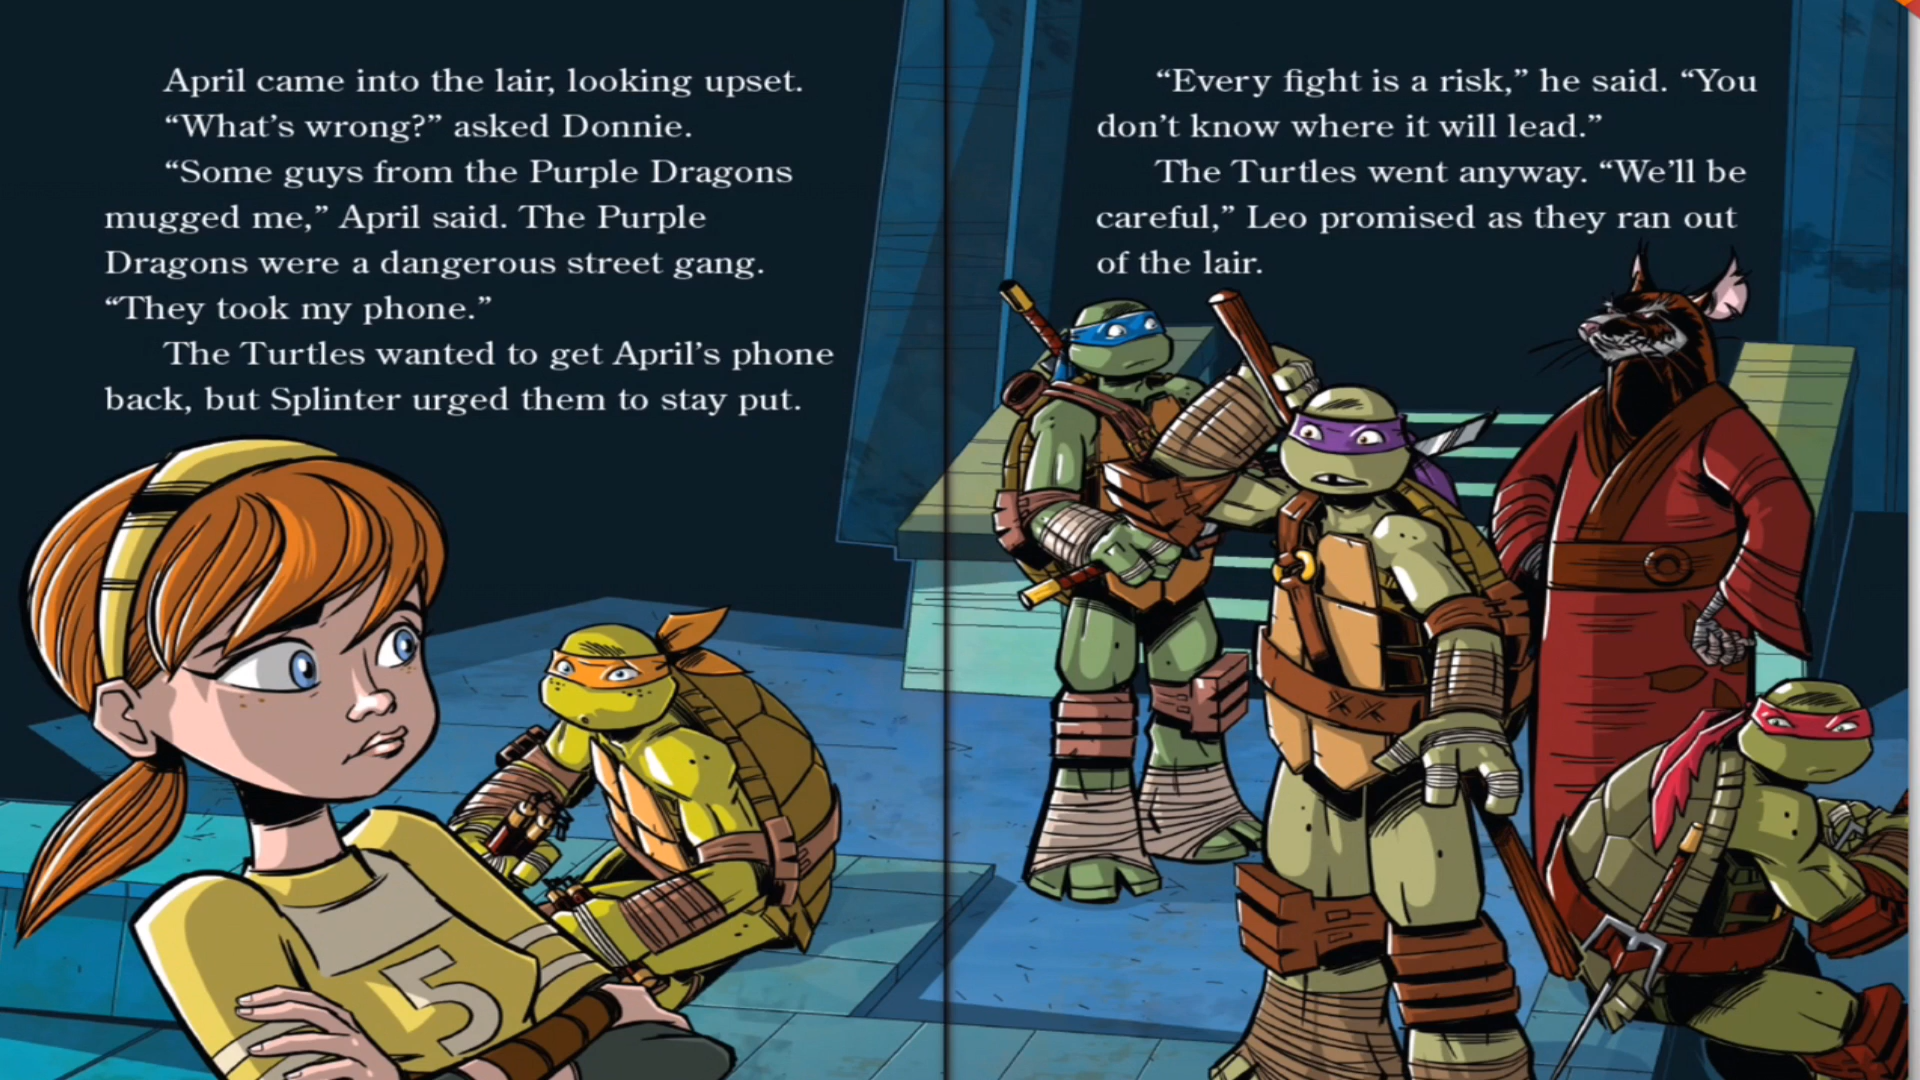 April came into the lair, looking upset.
“What’s wrong?” asked Donnie.
“Some guys from the Purple Dragons
mugged me,” April said. The Purple
Dragons were a dangerous street gang.
“They took my phone.”
The Turtles wanted to get April’s phone
back, but Splinter urged them to stay put.
“Every fight is a risk,” he said. “You
don’t know where it will lead.”
The Turtles went anyway. “We’ll be
careful,” Leo promised as they ran out
of the lair.
5